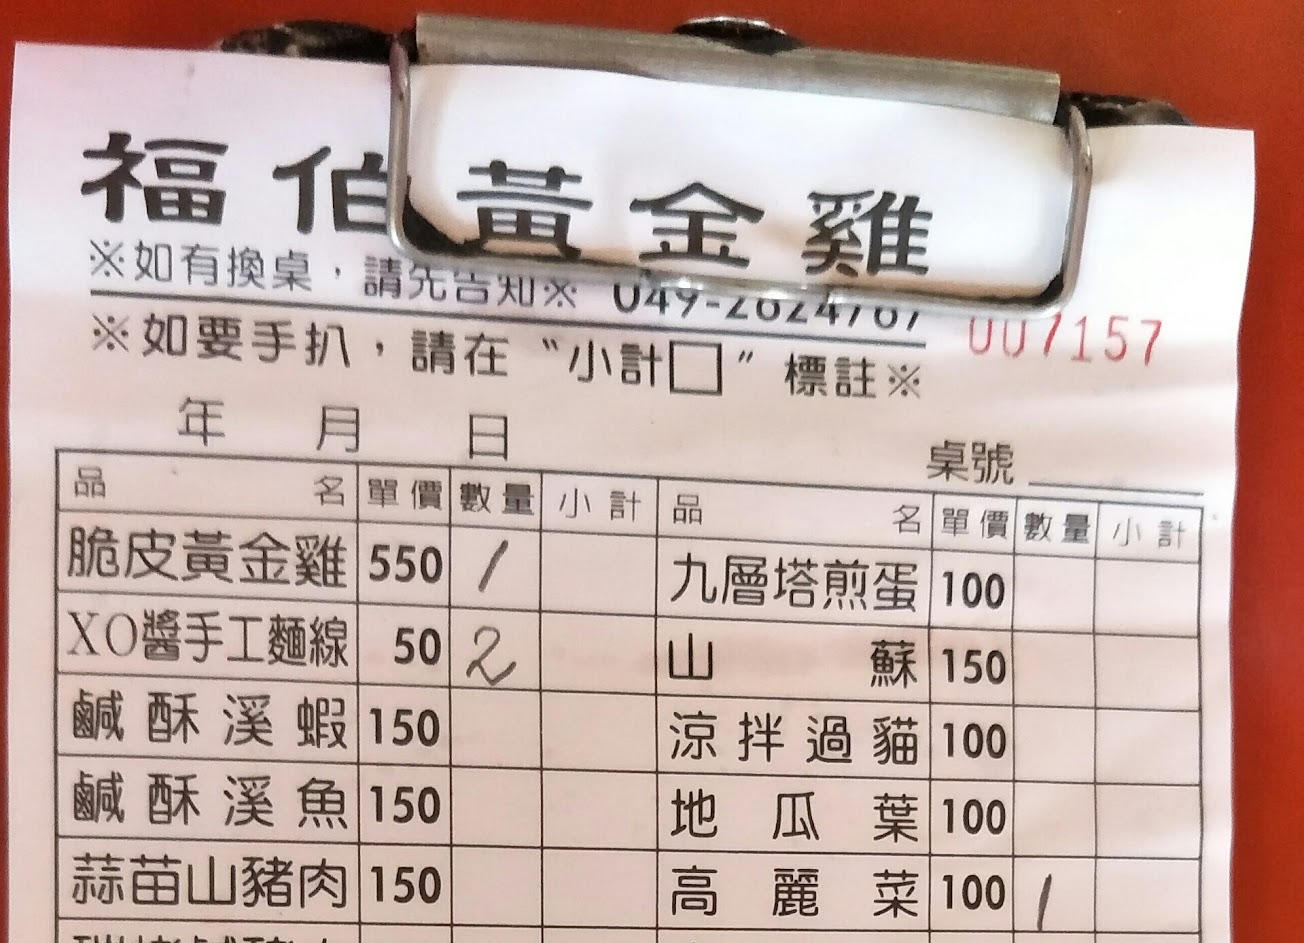 福伯黃金雞
※如有換桌，請先告知※ 049-2624767
007157
※如要手扒，請在“小計□”標註※
年 月 日
桌號
品名 單價 數量 小計 品名 單價 數量 小計
脆皮黃金雞 550 1 九層塔煎蛋 100
XO醬手工麵線 50 2 山蘇 150
鹹酥溪蝦 150 涼拌過貓 100
鹹酥溪魚 150 地瓜葉 100
蒜苗山豬肉 150 高麗菜 100 1